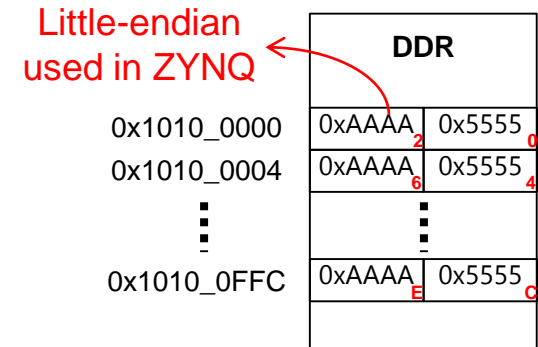 Little-endian
used in ZYNQ
DDR
0x1010_0000 0xAAAA 2 0x5555 0
0x1010_0004 0xAAAA 6 0x5555 4
0x1010_0FFC 0xAAAA E 0x5555 C